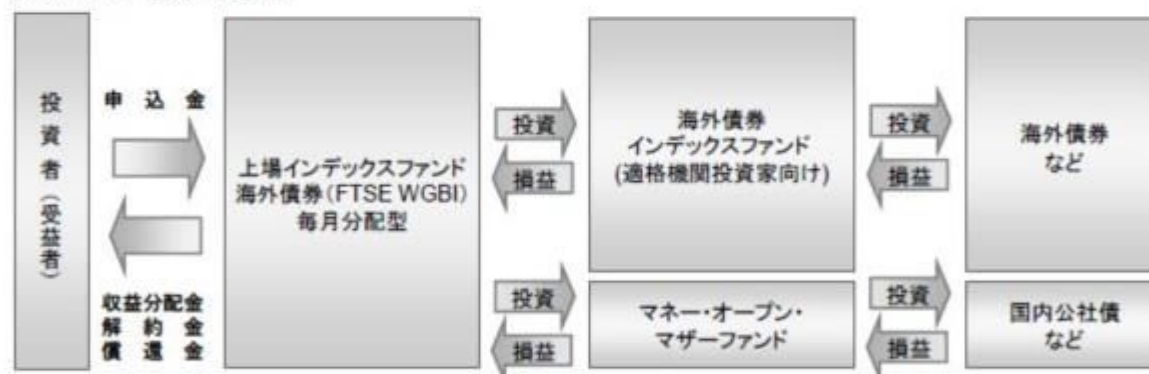 投資者(受益者)
申込金
収益分配金
解約金
償還金
上場インデックスファンド
海外債券(FTSE WGBI)
毎月分配型
投資
損益
投資
損益
海外債券
インデックスファンド
(適格機関投資家向け)
マネー・オープン・
マザーファンド
投資
損益
投資
損益
海外債券
など
国内公社債
など